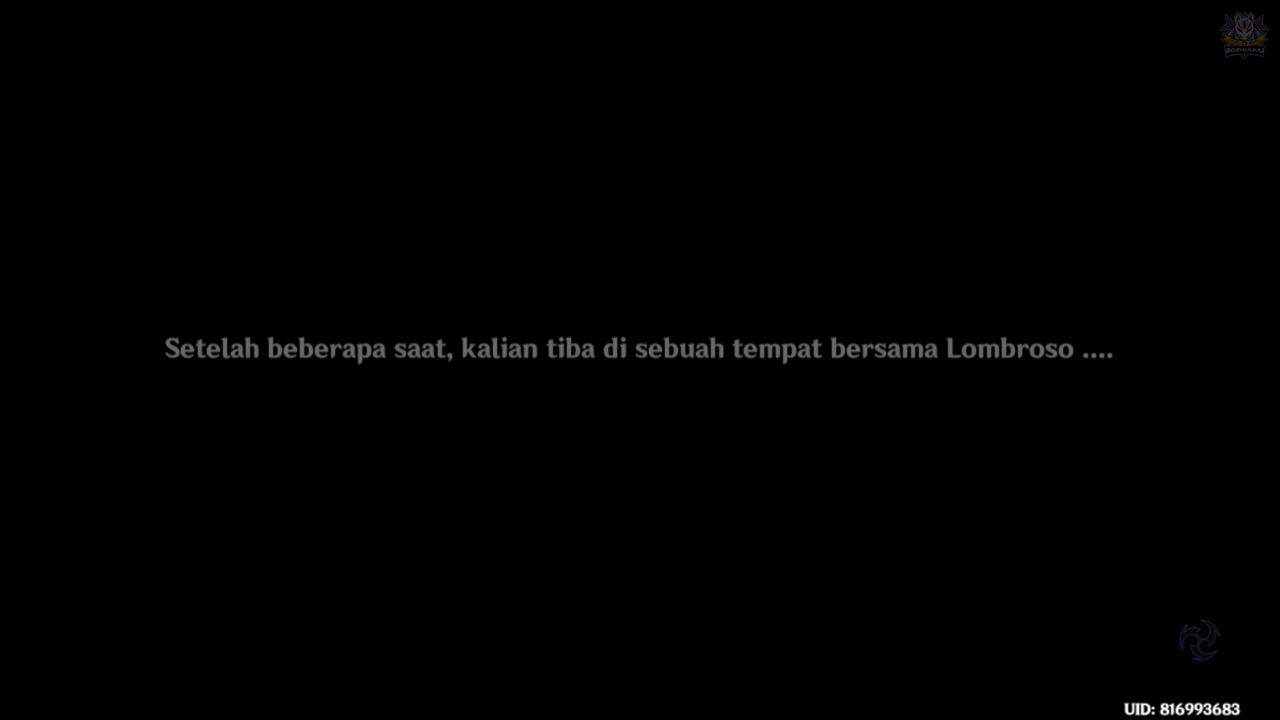 Setelah beberapa saat, kalian tiba di sebuah tempat bersama Lombroso ....
UID: 816993683